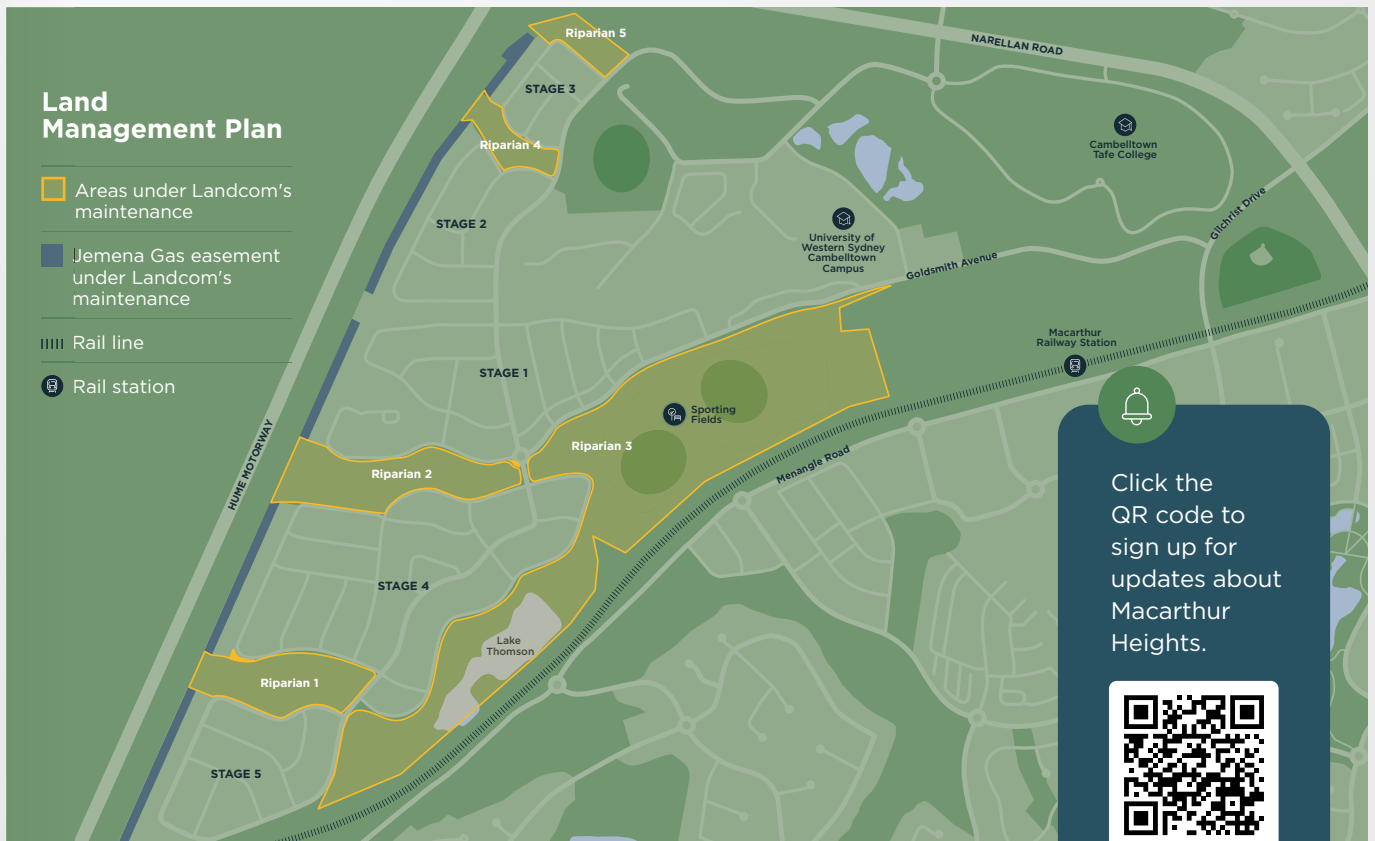 Land
Management Plan
Areas under Landcom's
maintenance
Jemena Gas easement
under Landcom's
maintenance
Rail line
Rail station
Riparian 5
NARELLAN ROAD
STAGE 3
Riparian 4
Cambelltown
Tafe College
STAGE 2
Gilchrist Drive
University of
Western Sydney
Cambelltown
Campus
Goldsmith Avenue
Macarthur
Railway Station
STAGE 1
Sporting
Fields
HUME MOTORWAY
Riparian 3
Riparian 2
Menangle Road
STAGE 4
Lake
Thomson
Riparian 1
STAGE 5
Click the
QR code to
sign up for
updates about
Macarthur
Heights.